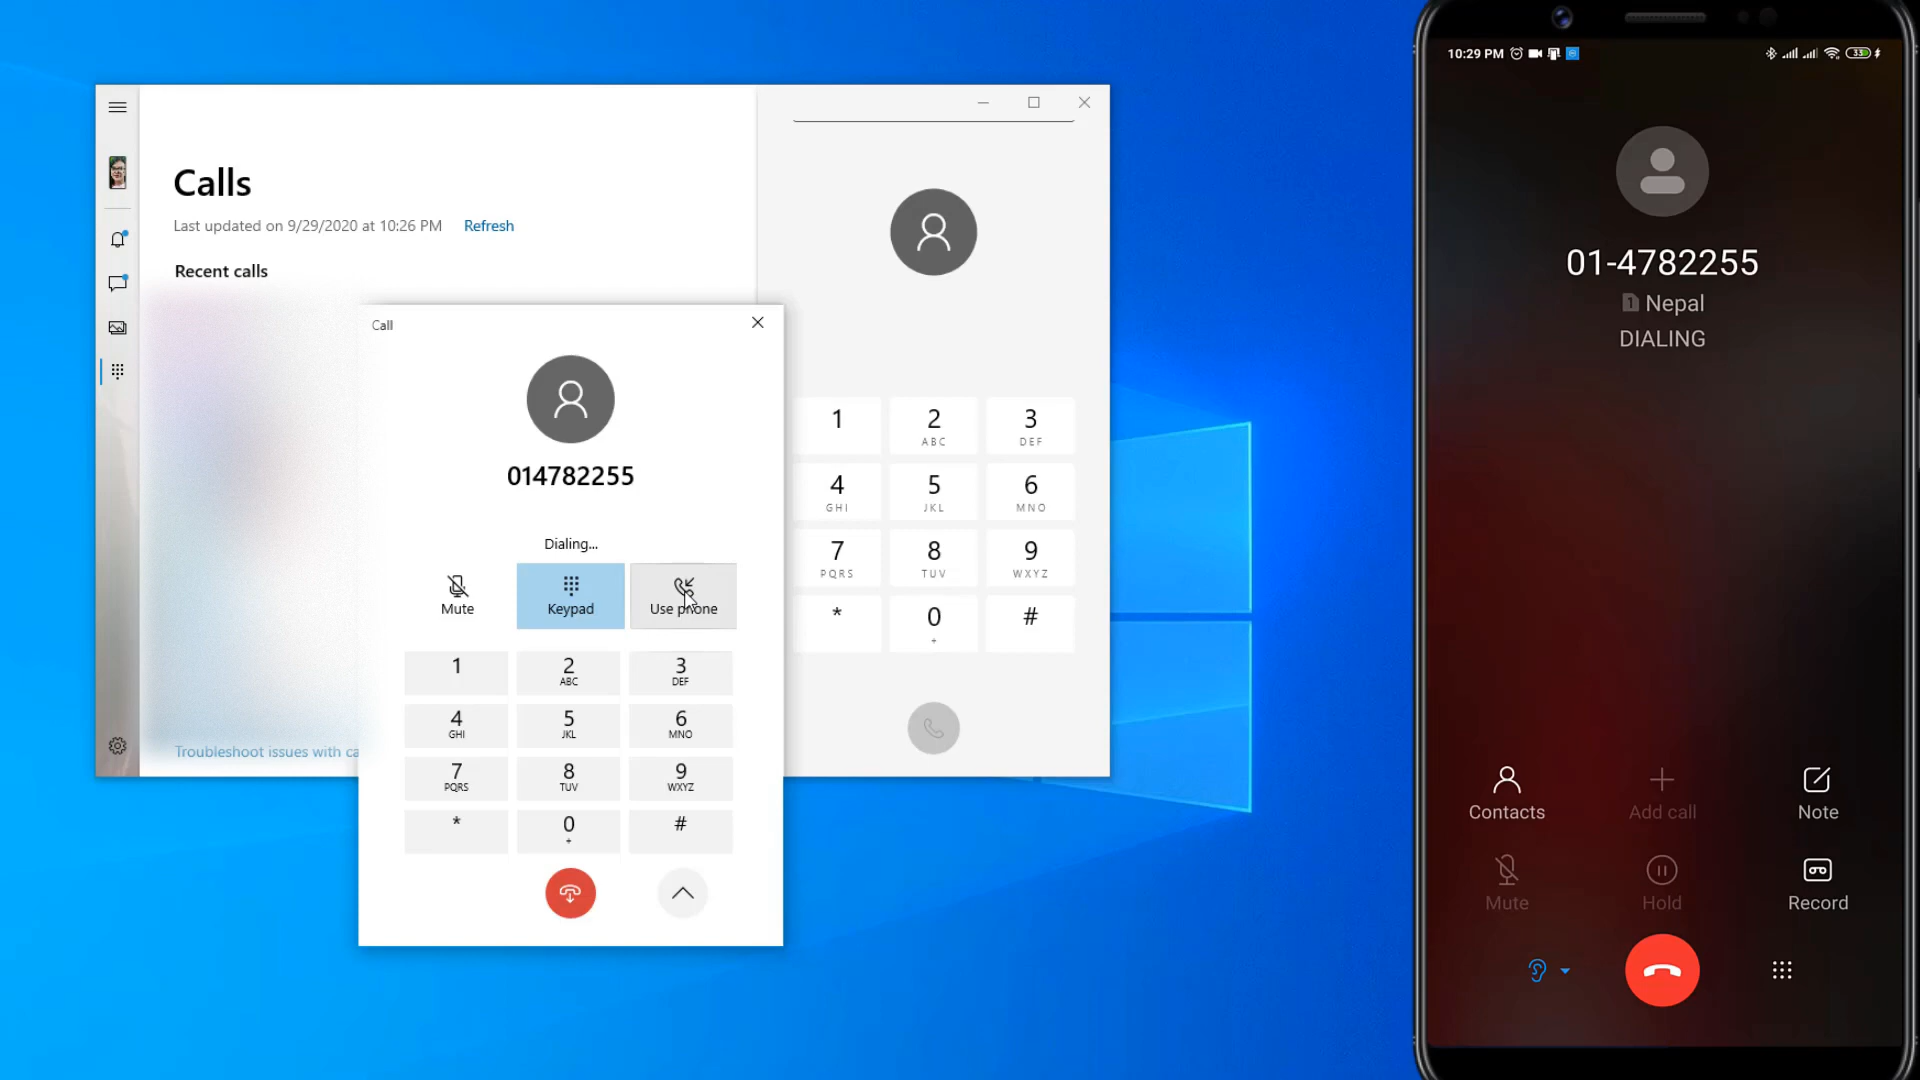 Calls
Last updated on 9/29/2020 at 10:26 PM Refresh
Recent calls
Troubleshoot issues with ca
1
2
ABC
3
DEF
4
GHI
5
JKL
6
MNO
7
PQRS
8
TUV
9
WXYZ
*
0
+
#
Call
014782255
Dialing...
Mute
Keypad
Use phone
1
2
ABC
3
DEF
4
GHI
5
JKL
6
MNO
7
PQRS
8
TUV
9
WXYZ
*
0
+
#
10:29 PM
33
01-4782255
1 Nepal
DIALING
Contacts
Add call
Note
Mute
Hold
Record